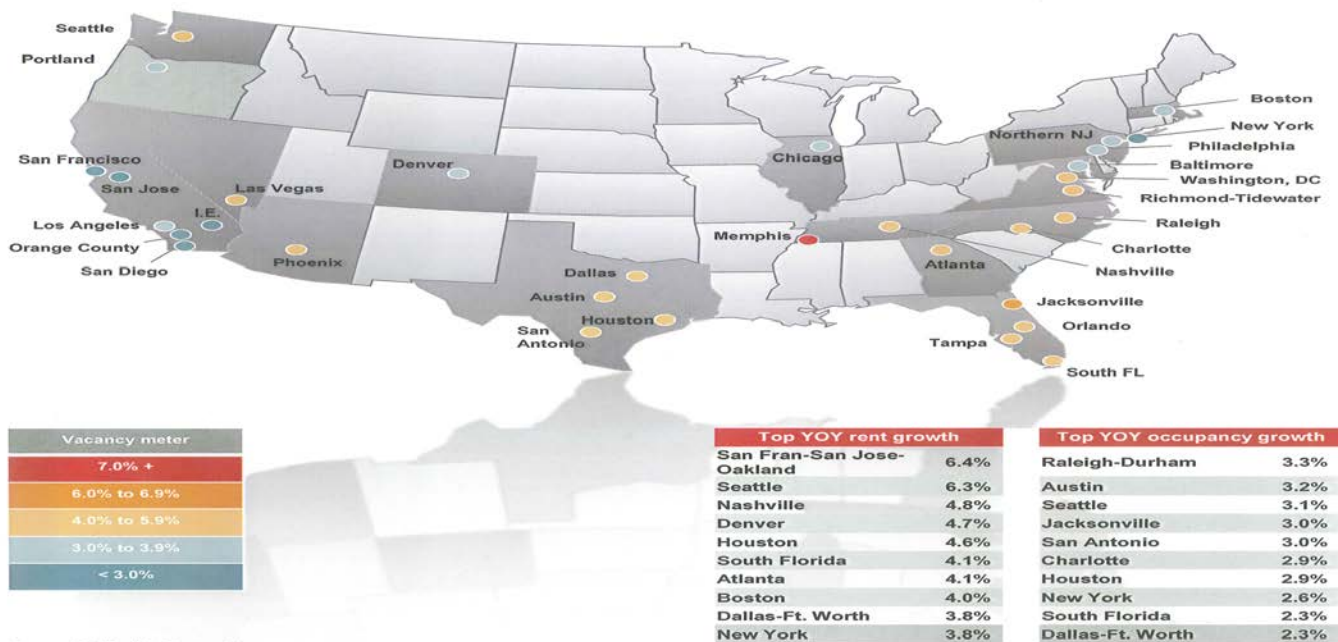 Seattle
Portland
San Francisco
San Jose
Las Vegas
I.E.
Los Angeles
Orange County
San Diego
Phoenix
Denver
Dallas
Austin
Houston
San
Antonio
Chicago
Memphis
Boston
Northern NJ
New York
Philadelphia
Baltimore
Washington, DC
Richmond-Tidewater
Raleigh
Charlotte
Atlanta
Nashville
Jacksonville
Orlando
Tampa
South FL
Vacancy meter
7.0% +
6.0% to 6.9%
4.0% to 5.9%
3.0% to 3.9%
< 3.0%
Top YOY rent growth
San Fran-San Jose-
Oakland 6.4%
Seattle 6.3%
Nashville 4.8%
Denver 4.7%
Houston 4.6%
South Florida 4.1%
Atlanta 4.1%
Boston 4.0%
Dallas-Ft. Worth 3.8%
New York 3.8%
Top YOY occupancy growth
Raleigh-Durham 3.3%
Austin 3.2%
Seattle 3.1%
Jacksonville 3.0%
San Antonio 3.0%
Charlotte 2.9%
Houston 2.9%
New York 2.6%
South Florida 2.3%
Dallas-Ft. Worth 2.3%